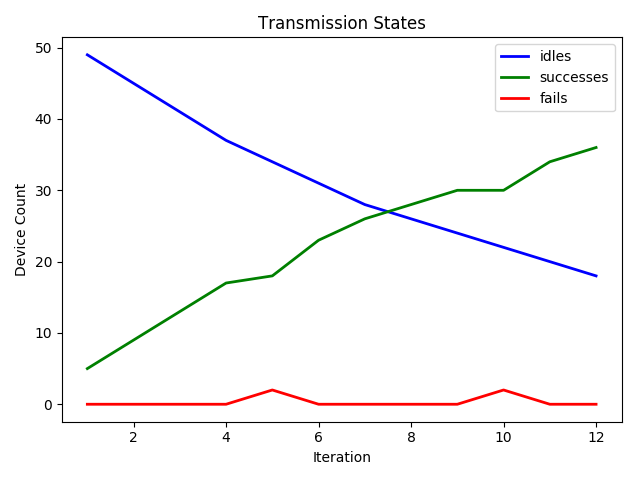 Transmission States
idles
successes
fails
Device Count
50
40
30
20
10
0
2 4 6 8 10 12
Iteration